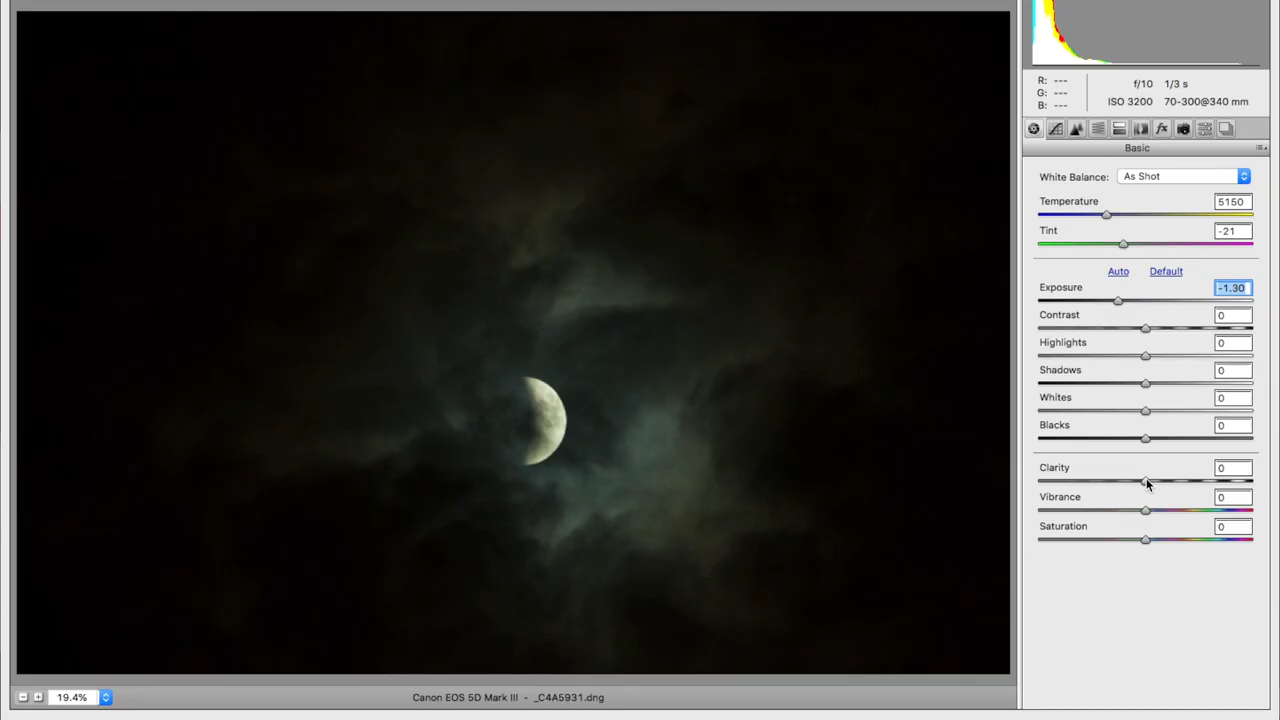 R: ---
G: ---
B: ---
f/10 1/3 s
ISO 3200 70-300@340 mm
fx
Basic
White Balance: As Shot
Temperature 5150
Tint -21
Auto Default
Exposure -1.30
Contrast 0
Highlights 0
Shadows 0
Whites 0
Blacks 0
Clarity 0
Vibrance 0
Saturation 0
19.4%
Canon EOS 5D Mark III - _C4A5931.dng